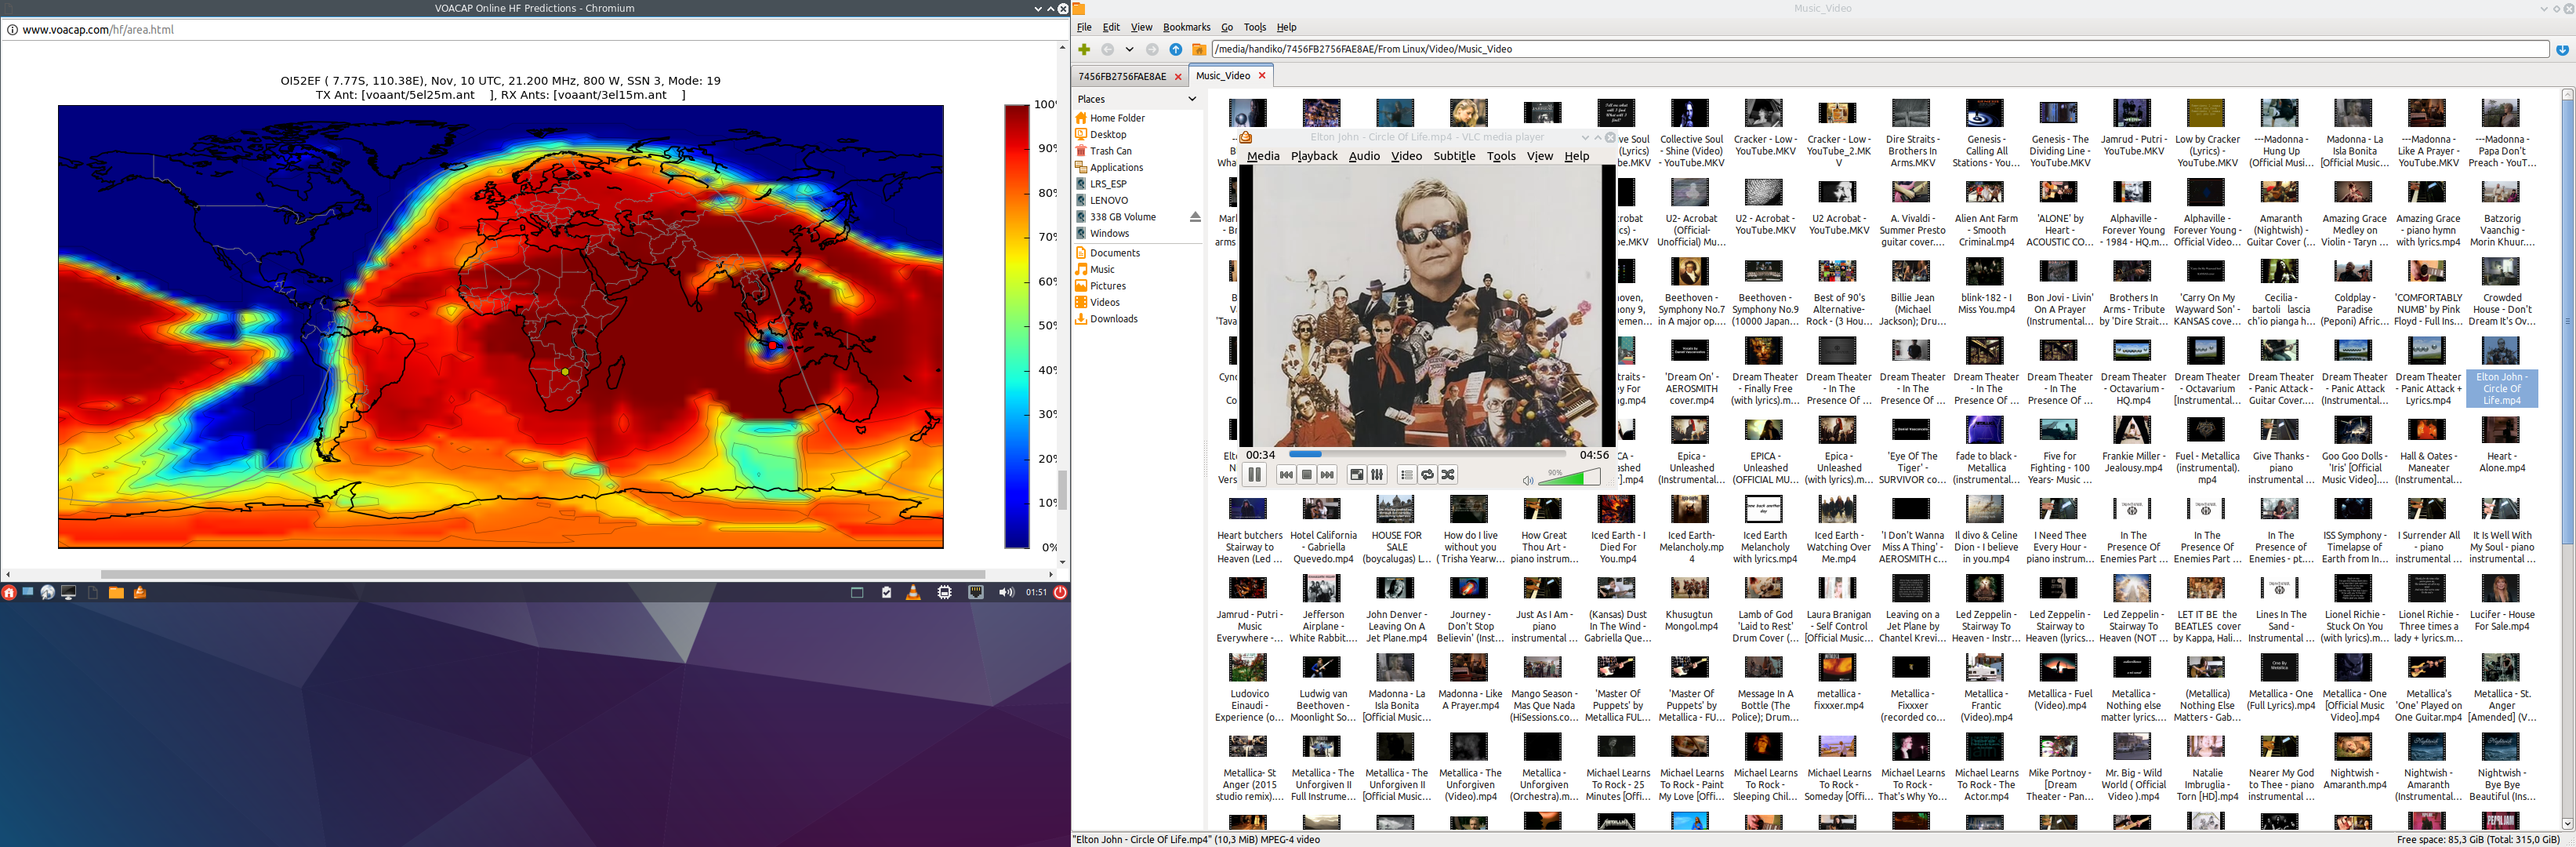 VOACAP Online HF Predictions - Chromium
www.voacap.com/hf/area.html
OI52EF ( 7.77S, 110.38E), Nov, 10 UTC, 21.200 MHz, 800 W, SSN 3, Mode: 19
TX Ant: [voaant/5el25m.ant ], RX Ants: [voaant/3el15m.ant ]
100%
90%
80%
70%
60%
50%
40%
30%
20%
10%
0%
01:51
Music_Video
File Edit View Bookmarks Go Tools Help
/media/handiko/7456FB2756FAE8AE/From Linux/Video/Music_Video
7456FB2756FAE8AE
Music_Video
Places
Home Folder
Desktop
Trash Can
Applications
LRS_ESP
LENOVO
338 GB Volume
Windows
Documents
Music
Pictures
Videos
Downloads
Elton John - Circle Of Life.mp4 - VLC media player
Media Playback Audio Video Subtitle Tools View Help
00:34
04:56
90%
Collective Soul
- Shine (Video)
- YouTube.MKV
Cracker - Low -
YouTube.MKV
Cracker - Low -
YouTube_2.MK
V
Dire Straits -
Brothers In
Arms.MKV
Genesis -
Calling All
Stations - You...
Genesis - The
Dividing Line -
YouTube.MKV
Jamrud - Putri -
YouTube.MKV
Low by Cracker
(Lyrics) -
YouTube.MKV
---Madonna -
Hung Up
(Official Music...
Madonna - La
Isla Bonita
[Official Music...
---Madonna -
Like A Prayer -
YouTube.MKV
---Madonna -
Papa Don't
Preach - YouT...
U2- Acrobat
(Official-
Unofficial) Mu...
U2 - Acrobat -
YouTube.MKV
U2 Acrobat -
YouTube.MKV
A. Vivaldi -
Summer Presto
guitar cover....
Alien Ant Farm
- Smooth
Criminal.mp4
'ALONE' by
Heart -
ACOUSTIC CO...
Alphaville -
Forever Young
- 1984 - HQ.m...
Alphaville -
Forever Young -
Official Video...
Amaranth
(Nightwish) -
Guitar Cover (...
Amazing Grace
Medley on
Violin - Taryn ...
Amazing Grace
- piano hymn
with lyrics.mp4
Batzorig
Vaanchig -
Morin Khuur....
Beethoven -
Symphony No.7
in A major op...
Beethoven -
Symphony No.9
(10000 Japan...
Best of 90's
Alternative-
Rock - (3 Hou...
Billie Jean
(Michael
Jackson); Dru...
blink-182 - I
Miss You.mp4
Bon Jovi - Livin'
On A Prayer
(Instrumental...
Brothers In
Arms - Tribute
by 'Dire Strait...
'Carry On My
Wayward Son' -
KANSAS cove...
Cecilia -
bartoli lascia
ch'io pianga h...
Coldplay -
Paradise
(Peponi) Afric...
'COMFORTABLY
NUMB' by Pink
Floyd - Full Ins...
Crowded
House - Don't
Dream It's Ov...
'Dream On' -
AEROSMITH
cover.mp4
Dream Theater
- Finally Free
(with lyrics).m...
Dream Theater
- In The
Presence Of ...
Dream Theater
- In The
Presence Of ...
Dream Theater
- In The
Presence Of ...
Dream Theater
- In The
Presence Of ...
Dream Theater
- Octavarium -
HQ.mp4
Dream Theater
- Octavarium
[Instrumental...
Dream Theater
- Panic Attack -
Guitar Cover....
Dream Theater
- Panic Attack
(Instrumental...
Dream Theater
- Panic Attack +
Lyrics.mp4
Elton John -
Circle Of
Life.mp4
Epica -
Unleashed
(Instrumental)...
EPICA -
Unleashed
(OFFICIAL MU...
Epica -
Unleashed
(with lyrics).m...
'Eye Of The
Tiger' -
SURVIVOR co...
fade to black -
Metallica
(instrumental...
Five for
Fighting - 100
Years- Music ...
Frankie Miller -
Jealousy.mp4
Fuel - Metallica
(instrumental).
mp4
Give Thanks -
piano
instrumental ...
Goo Goo Dolls -
'Iris' [Official
Music Video]....
Hall & Oates -
Maneater
(Instrumental...
Heart -
Alone.mp4
Heart butchers
Stairway to
Heaven (Led ...
Hotel California
- Gabriella
Quevedo.mp4
HOUSE FOR
SALE
(boycalugas) L...
How do I live
without you
( Trisha Yearw...
How Great
Thou Art -
piano instrum...
Iced Earth - I
Died For
You.mp4
Iced Earth-
Melancholy.mp
4
Iced Earth
Melancholy
with lyrics.mp4
Iced Earth -
Watching Over
Me.mp4
'I Don't Wanna
Miss A Thing' -
AEROSMITH c...
Il divo & Celine
Dion - I believe
in you.mp4
I Need Thee
Every Hour -
piano instrum...
In The
Presence Of
Enemies Part ...
In The
Presence Of
Enemies Part ...
In The
Presence of
Enemies - pt....
ISS Symphony -
Timelapse of
Earth from In...
I Surrender All
- piano
instrumental ...
It Is Well With
My Soul - piano
instrumental ...
Jamrud - Putri -
Music
Everywhere -...
Jefferson
Airplane -
White Rabbit....
John Denver -
Leaving On A
Jet Plane.mp4
Journey -
Don't Stop
Believin' (Inst...
Just As I Am -
piano
instrumental ...
(Kansas) Dust
In The Wind -
Gabriella Que...
Khusugtun
Mongol.mp4
Lamb of God
'Laid to Rest'
Drum Cover (...
Laura Branigan
- Self Control
[Official Music...
Leaving on a
Jet Plane by
Chantel Krevi...
Led Zeppelin -
Stairway To
Heaven - Instr...
Led Zeppelin -
Stairway to
Heaven (lyrics...
Led Zeppelin -
Stairway To
Heaven (NOT ...
LET IT BE the
BEATLES cover
by Kappa, Hali...
Lines In The
Sand -
Instrumental ...
Lionel Richie -
Stuck On You
(with lyrics).m...
Lionel Richie -
Three times a
lady + lyrics.m...
Lucifer - House
For Sale.mp4
Ludovico
Einaudi -
Experience (o...
Ludwig van
Beethoven -
Moonlight So...
Madonna - La
Isla Bonita
[Official Music...
Madonna - Like
A Prayer.mp4
Mango Season -
Mas Que Nada
(HiSessions.co...
'Master Of
Puppets' by
Metallica FUL...
'Master Of
Puppets' by
Metallica - FU...
Message In A
Bottle (The
Police); Drum...
metallica -
fixxxer.mp4
Metallica -
Fixxxer
(recorded co...
Metallica -
Frantic
(Video).mp4
Metallica - Fuel
(Video).mp4
Metallica -
Nothing else
matter lyrics....
(Metallica)
Nothing Else
Matters - Gab...
Metallica - One
(Full Lyrics).mp4
Metallica - One
[Official Music
Video].mp4
Metallica's
'One' Played on
One Guitar.mp4
Metallica - St.
Anger
[Amended] (V...
Metallica- St
Anger (2015
studio remix)....
Metallica - The
Unforgiven II
Full Instrume...
Metallica - The
Unforgiven II
[Official Music...
Metallica - The
Unforgiven
(Video).mp4
Metallica -
Unforgiven
(Orchestra).m...
Michael Learns
To Rock - 25
Minutes [Offi...
Michael Learns
To Rock - Paint
My Love [Offi...
Michael Learns
To Rock -
Sleeping Chil...
Michael Learns
To Rock -
Someday [Offi...
Michael Learns
To Rock -
That's Why Yo...
Michael Learns
To Rock - The
Actor.mp4
Mike Portnoy -
[Dream
Theater - Pan...
Mr. Big - Wild
World ( Official
Video ).mp4
Natalie
Imbruglia -
Torn [HD].mp4
Nearer My God
to Thee - piano
instrumental ...
Nightwish -
Amaranth.mp4
Nightwish -
Amaranth
(Instrumental...
Nightwish -
Bye Bye
Beautiful (Ins...
"Elton John - Circle Of Life.mp4" (10,3 MiB) MPEG-4 video
Free space: 85,3 GiB (Total: 315,0 GiB)